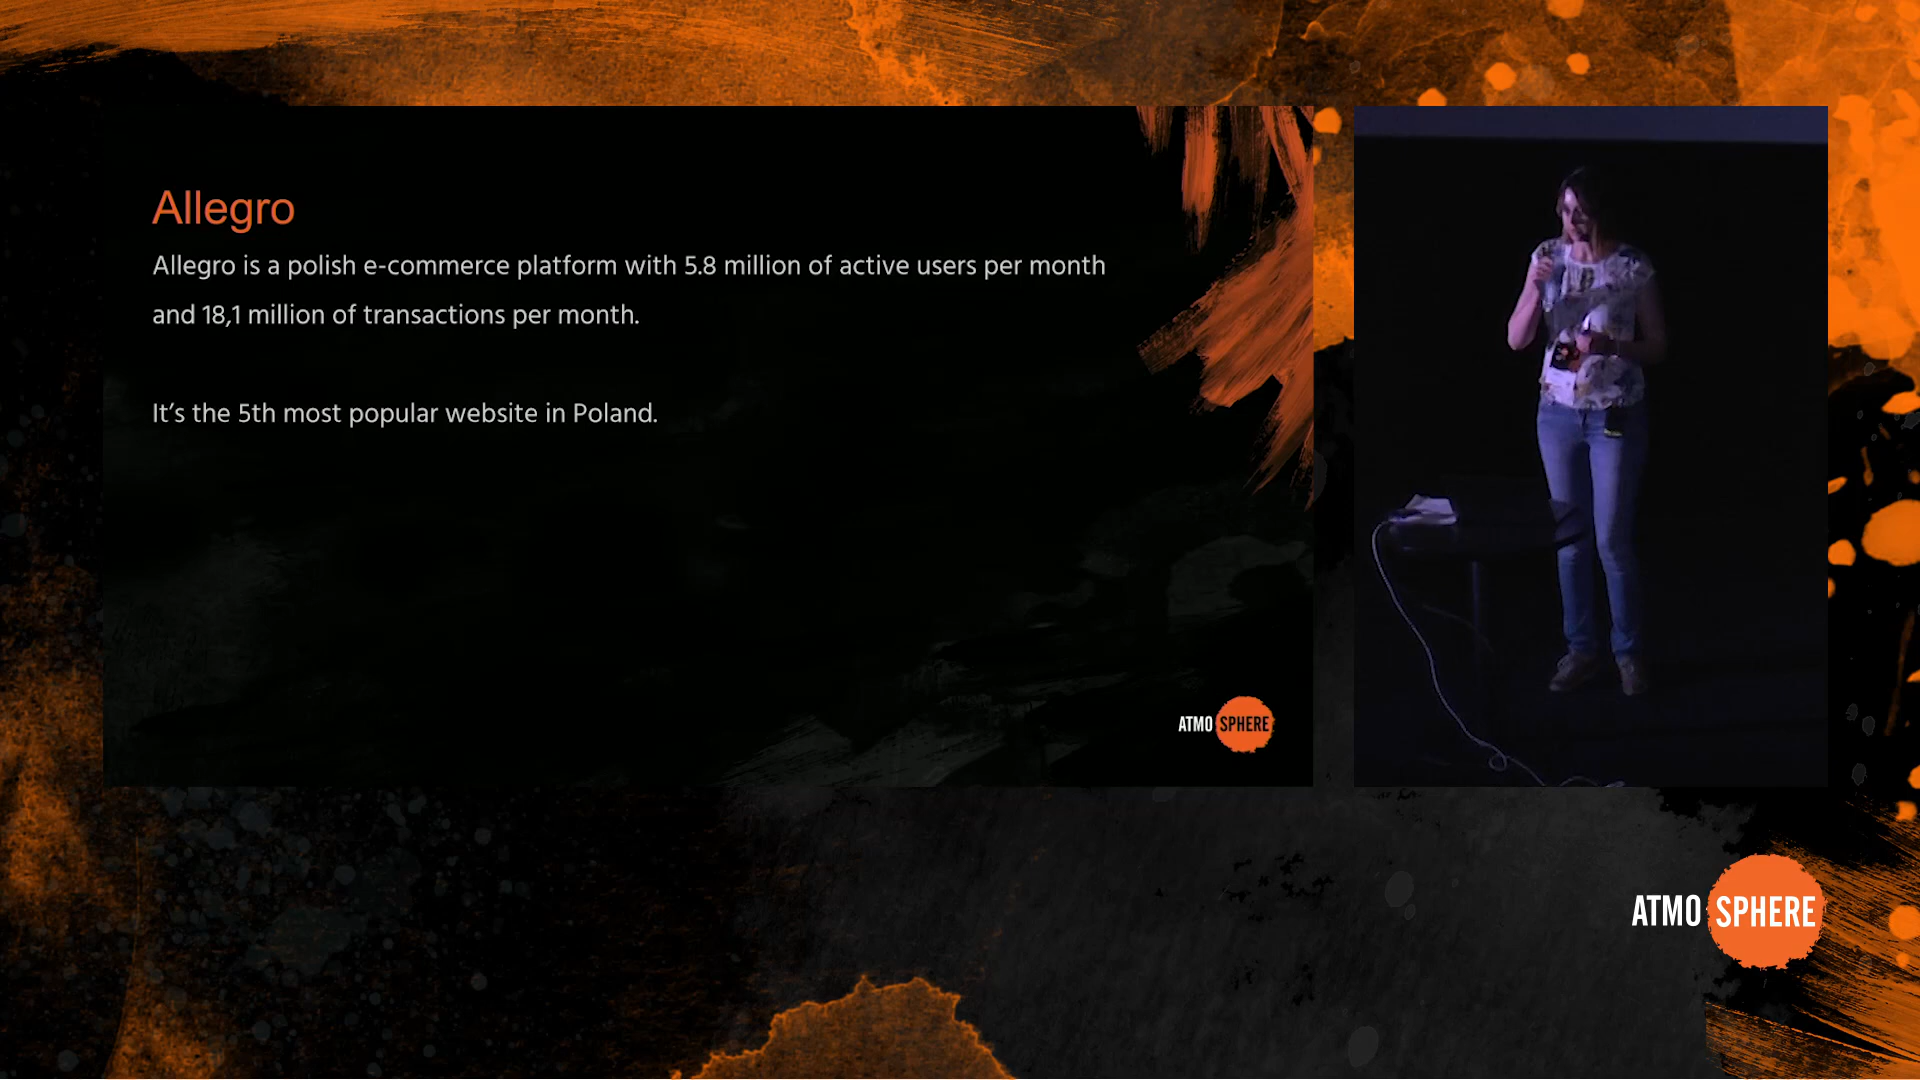 Allegro
Allegro is a polish e-commerce platform with 5.8 million of active users per month
and 18,1 million of transactions per month.
It's the 5th most popular website in Poland.
ATMO SPHERE
ATMO SPHERE